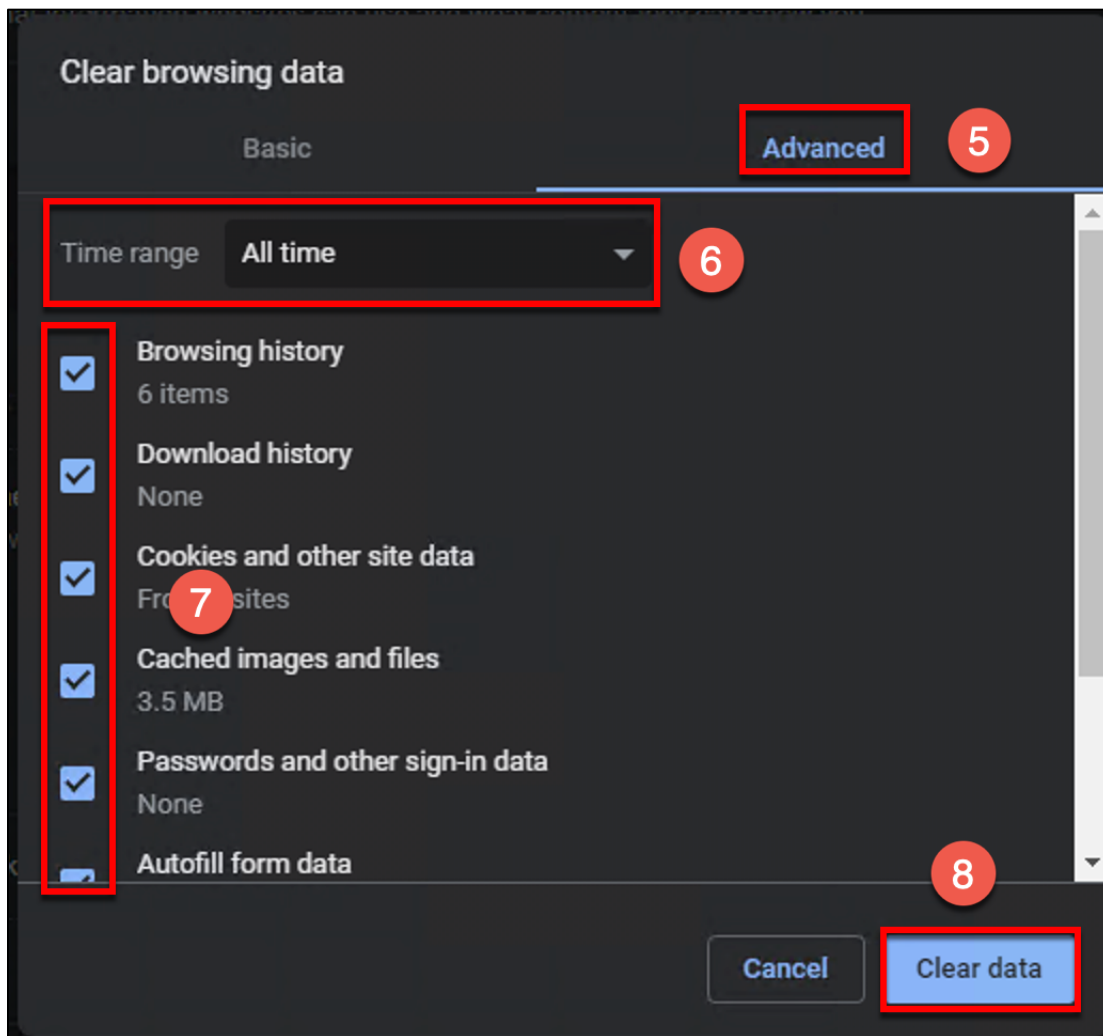 Clear browsing data
Basic
Advanced
5
Time range
All time
6
Browsing history
6 items
Download history
None
Cookies and other site data
7
sites
Cached images and files
3.5 MB
Passwords and other sign-in data
None
Autofill form data
8
Cancel
Clear data